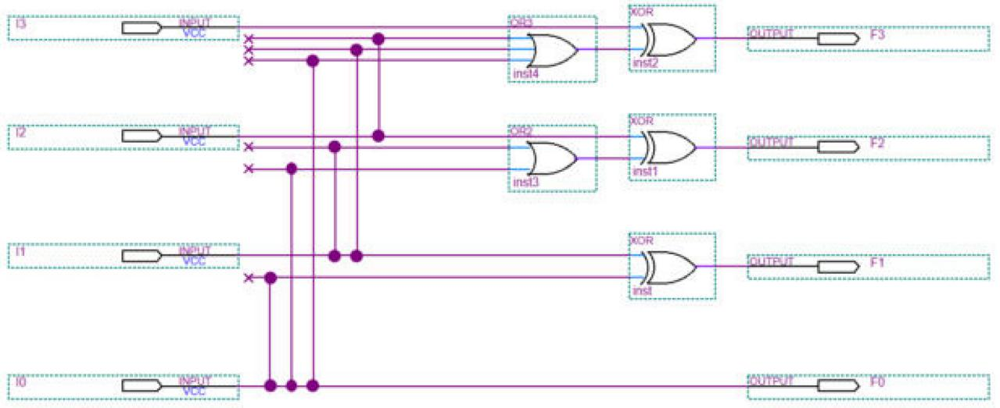 I3 INPUT VCC OR3 XOR OUTPUT F3
inst4 inst2
I2 INPUT VCC OR2 XOR OUTPUT F2
inst3 inst1
I1 INPUT VCC XOR OUTPUT F1
inst
I0 INPUT VCC OUTPUT F0